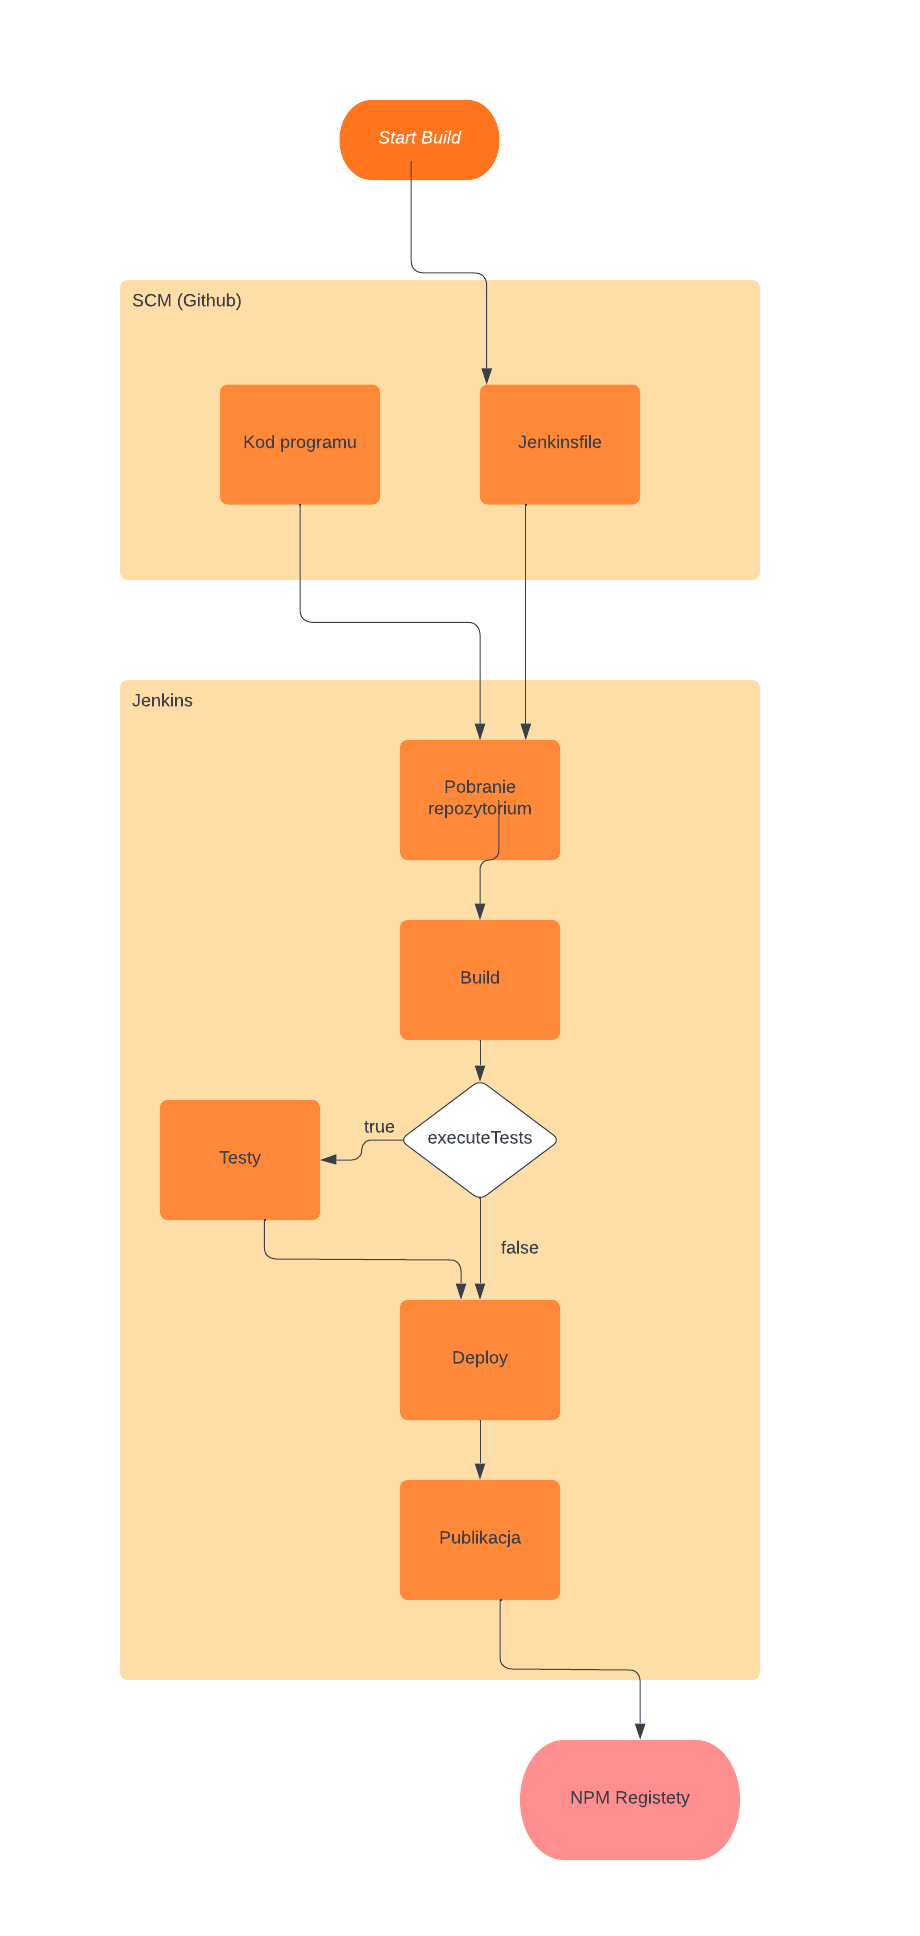 Start Build
SCM (Github)
Kod programu
Jenkinsfile
Jenkins
Pobranie
repozytorium
Build
executeTests
true
Testy
false
Deploy
Publikacja
NPM Registety